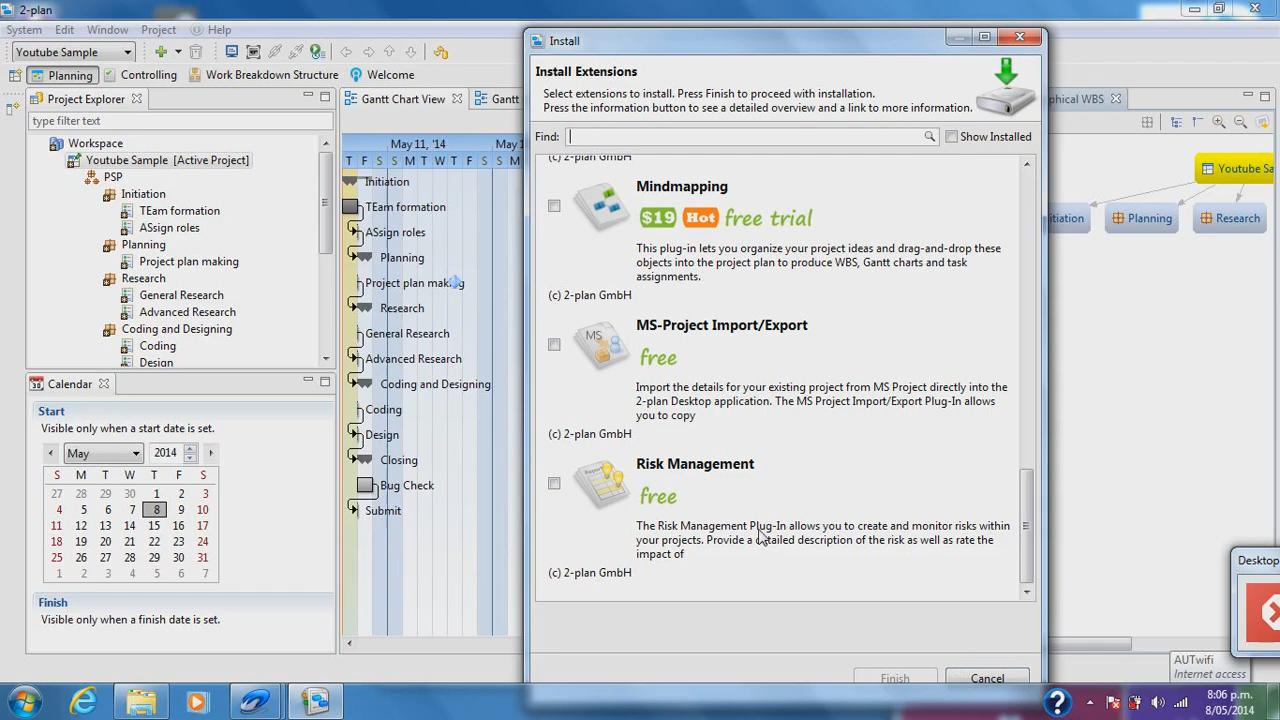 2-plan
System Edit Window Project Help
Youtube Sample
Planning Controlling Work Breakdown Structure Welcome
Project Explorer
type filter text
Workspace
Youtube Sample [Active Project]
PSP
Initiation
TEam formation
ASsign roles
Planning
Project plan making
Research
General Research
Advanced Research
Coding and Designing
Coding
Design
Calendar
Start
Visible only when a start date is set.
May 2014
S M T W T F S
27 28 29 30 1 2 3
4 5 6 7 8 9 10
11 12 13 14 15 16 17
18 19 20 21 22 23 24
25 26 27 28 29 30 31
1 2 3 4 5 6 7
Finish
Visible only when a finish date is set.
Gantt Chart View Gantt
May 11, '14 May 1
T F S S M T W T F S S M
Initiation
TEam formation
ASsign roles
Planning
Project plan making
Research
General Research
Advanced Research
Coding and Designing
Coding
Design
Closing
Bug Check
Submit
Install
Install Extensions
Select extensions to install. Press Finish to proceed with installation.
Press the information button to see a detailed overview and a link to more information.
Find: Show Installed
(c) 2-plan GmbH
Mindmapping
$19 Hot free trial
This plug-in lets you organize your project ideas and drag-and-drop these
objects into the project plan to produce WBS, Gantt charts and task
assignments.
(c) 2-plan GmbH
MS-Project Import/Export
MS
free
Import the details for your existing project from MS Project directly into the
2-plan Desktop application. The MS Project Import/Export Plug-In allows
you to copy
(c) 2-plan GmbH
Risk Management
free
The Risk Management Plug-In allows you to create and monitor risks within
your projects. Provide a detailed description of the risk as well as rate the
impact of
(c) 2-plan GmbH
Finish Cancel
phical WBS
Youtube Sa
itiation Planning Research
Desktop
AUTwifi
Internet access
8:06 p.m.
8/05/2014